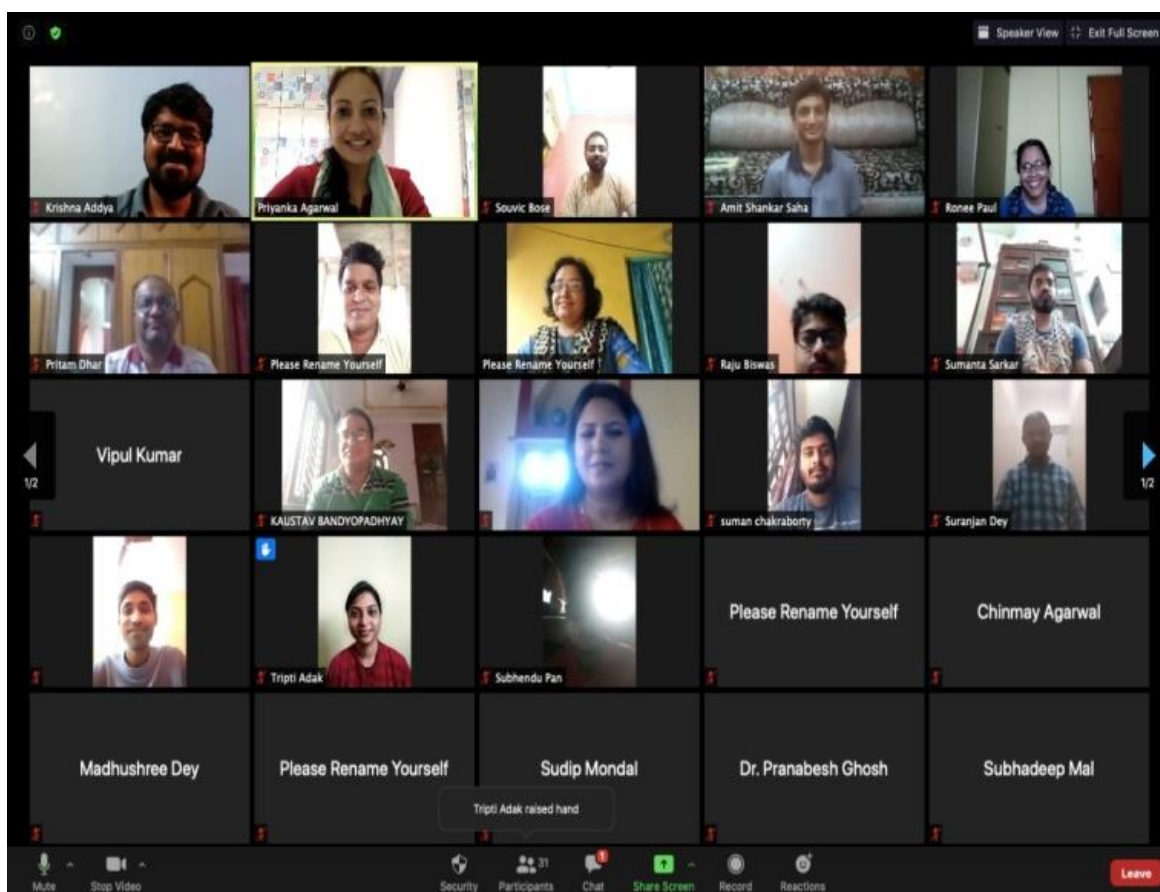 Speaker View
Exit Full Screen
Krishna Addya
Priyanka Agarwal
Souvic Bose
Amit Shankar Saha
Ronee Paul
Pritam Dhar
Please Rename Yourself
Please Rename Yourself
Raju Biswas
Sumanta Sarkar
Vipul Kumar
KAUSTAV BANDYOPADHYAY
suman chakraborty
Suranjan Dey
1/2
1/2
Tripti Adak
Subhendu Pan
Please Rename Yourself
Chinmay Agarwal
Madhushree Dey
Please Rename Yourself
Sudip Mondal
Dr. Pranabesh Ghosh
Subhadeep Mal
Tripti Adak raised hand
31
1
Mute
Stop Video
Security
Participants
Chat
Share Screen
Record
Reactions
Leave